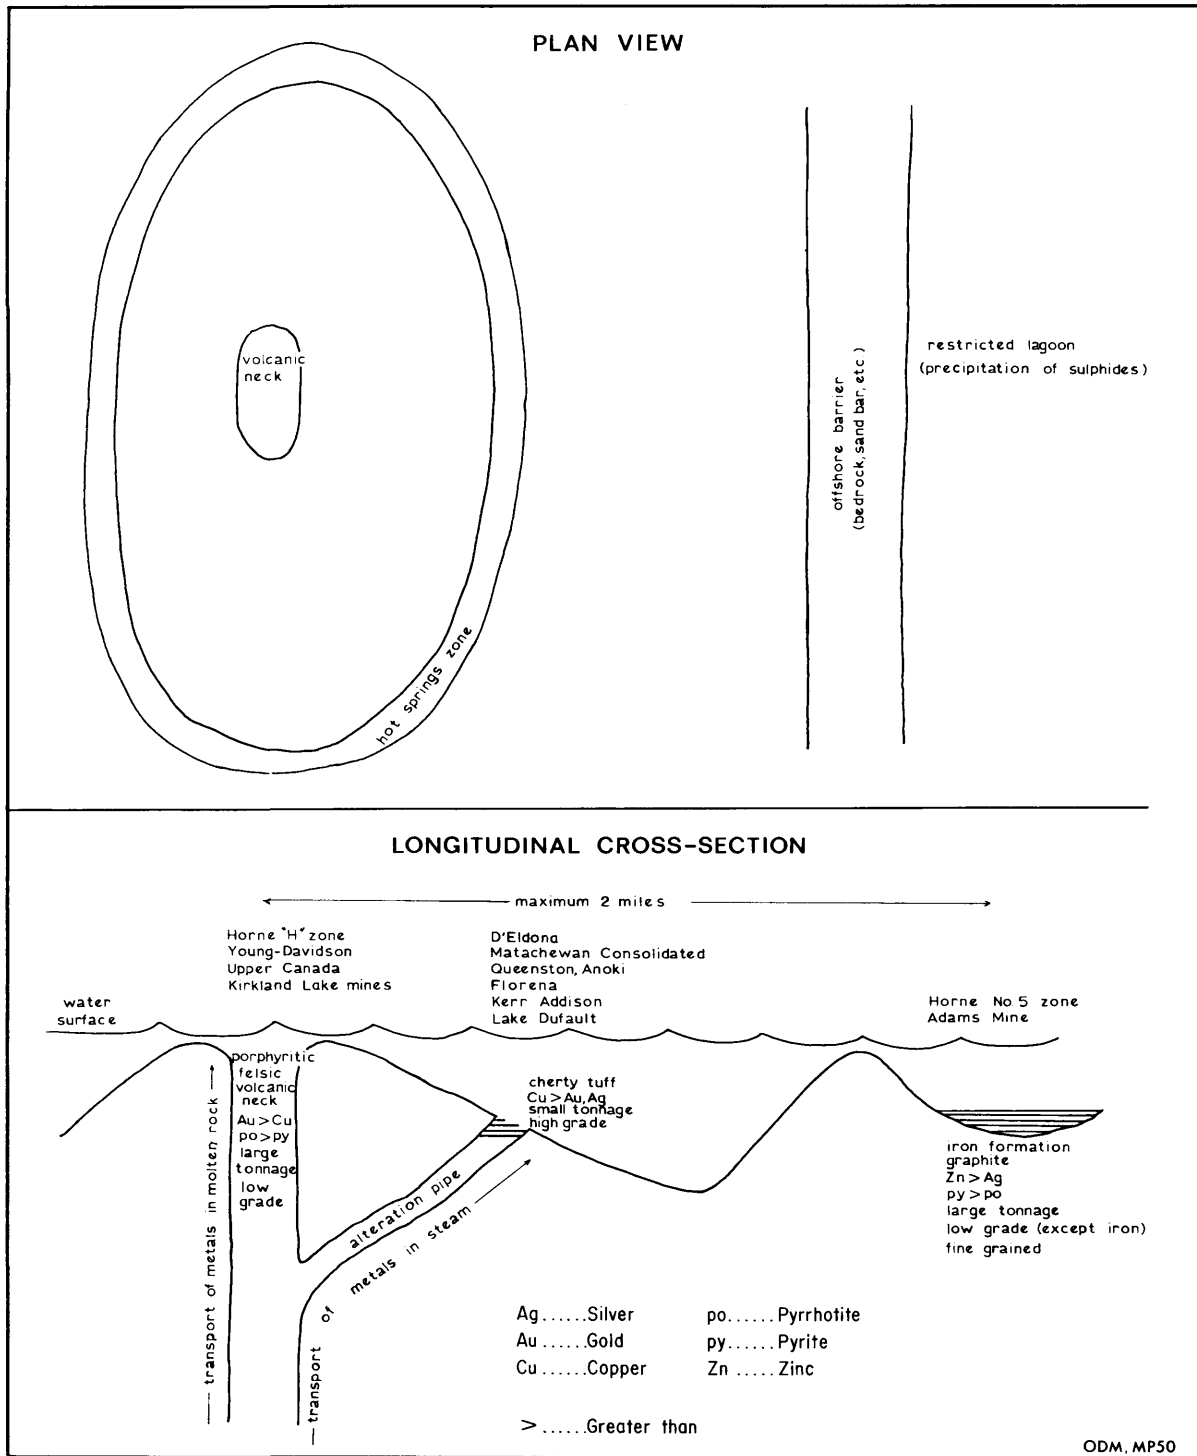 PLAN VIEW
volcanic
neck
hot springs zone
offshore barrier
(bedrock, sand bar, etc.)
restricted lagoon
(precipitation of sulphides)
LONGITUDINAL CROSS-SECTION
maximum 2 miles
Horne "H" zone
Young-Davidson
Upper Canada
Kirkland Lake mines
D'Eldona
Matachewan Consolidated
Queenston, Anoki
Florena
Kerr Addison
Lake Dufault
water
surface
Horne No. 5 zone
Adams Mine
transport of metals in molten rock
porphyritic
felsic
volcanic
neck
Au > Cu
po > py
large
tonnage
low
grade
alteration pipe
transport of metals in steam
cherty tuff
Cu > Au, Ag
small tonnage
high grade
iron formation
graphite
Zn > Ag
py > po
large tonnage
low grade (except iron)
fine grained
Ag......Silver
Au......Gold
Cu......Copper
po......Pyrrhotite
py......Pyrite
Zn.....Zinc
>......Greater than
ODM, MP50